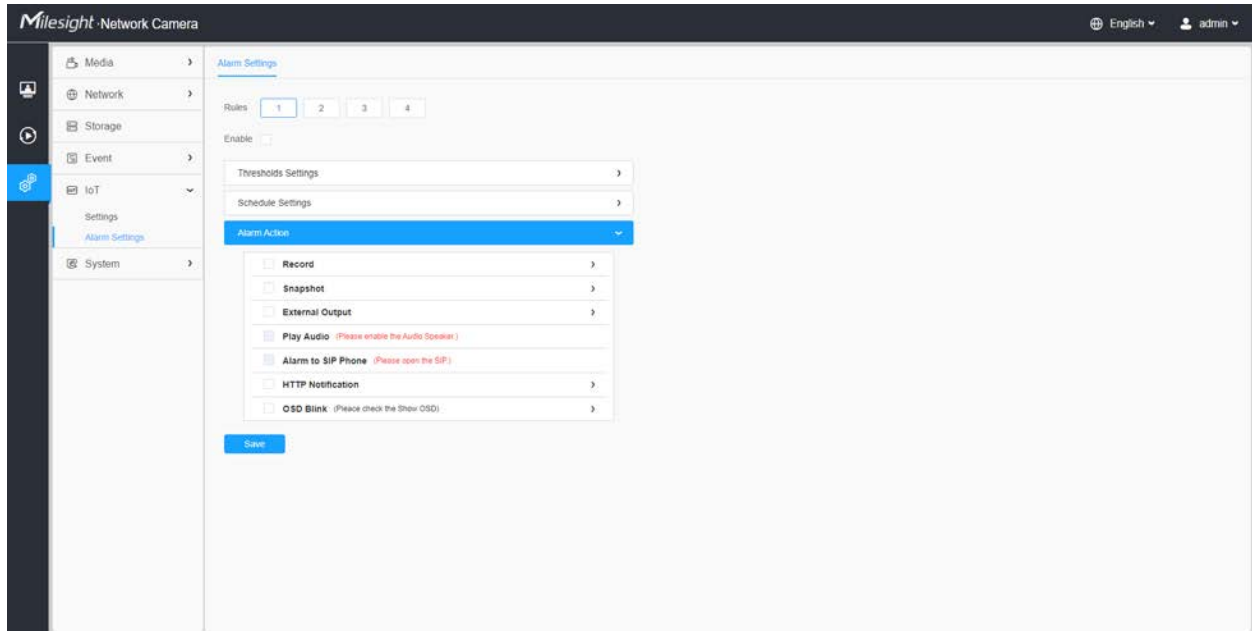 Milesight ·Network Camera
English
admin
Media
Network
Storage
Event
IoT
Settings
Alarm Settings
System
Alarm Settings
Rules 1 2 3 4
Enable
Thresholds Settings
Schedule Settings
Alarm Action
Record
Snapshot
External Output
Play Audio (Please enable the Audio Speaker.)
Alarm to SIP Phone (Please open the SIP.)
HTTP Notification
OSD Blink (Please check the Show OSD)
Save